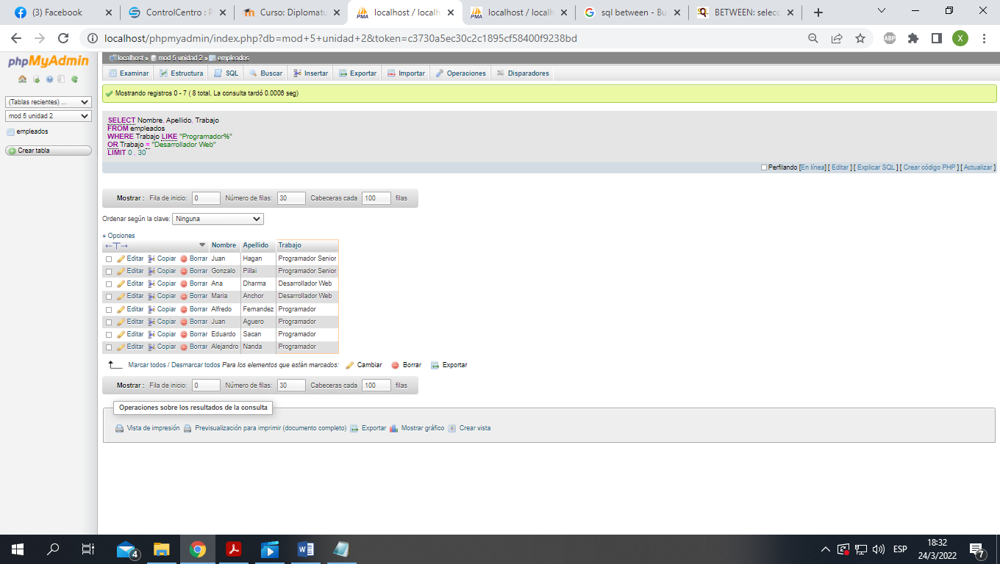 (3) Facebook
ControlCentro : P
Curso: Diplomatu
localhost / localh
localhost / localh
sql between - Bu
BETWEEN: selecc
localhost/phpmyadmin/index.php?db=mod+5+unidad+2&token=c3730a5ec30c2c1895cf58400f9238bd
ABP
X
phpMyAdmin
(Tablas recientes) ...
mod 5 unidad 2
empleados
Crear tabla
localhost » mod 5 unidad 2 » empleados
Examinar Estructura SQL Buscar Insertar Exportar Importar Operaciones Disparadores
Mostrando registros 0 - 7 ( 8 total, La consulta tardó 0.0006 seg)
SELECT Nombre, Apellido, Trabajo
FROM empleados
WHERE Trabajo LIKE "Programador%"
OR Trabajo = "Desarrollador Web"
LIMIT 0 , 30
Perfilando [En línea] [ Editar ] [ Explicar SQL ] [ Crear código PHP ] [ Actualizar ]
Mostrar : Fila de inicio: 0 Número de filas: 30 Cabeceras cada 100 filas
Ordenar según la clave: Ninguna
+ Opciones
←T→ Nombre Apellido Trabajo
Editar Copiar Borrar Juan Hagan Programador Senior
Editar Copiar Borrar Gonzalo Pillai Programador Senior
Editar Copiar Borrar Ana Dharma Desarrollador Web
Editar Copiar Borrar Maria Anchor Desarrollador Web
Editar Copiar Borrar Alfredo Fernandez Programador
Editar Copiar Borrar Juan Aguero Programador
Editar Copiar Borrar Eduardo Sacan Programador
Editar Copiar Borrar Alejandro Nanda Programador
Marcar todos / Desmarcar todos Para los elementos que están marcados: Cambiar Borrar Exportar
Mostrar : Fila de inicio: 0 Número de filas: 30 Cabeceras cada 100 filas
Operaciones sobre los resultados de la consulta
Vista de impresión Previsualización para imprimir (documento completo) Exportar Mostrar gráfico Crear vista
4
ESP
18:32
24/3/2022
7